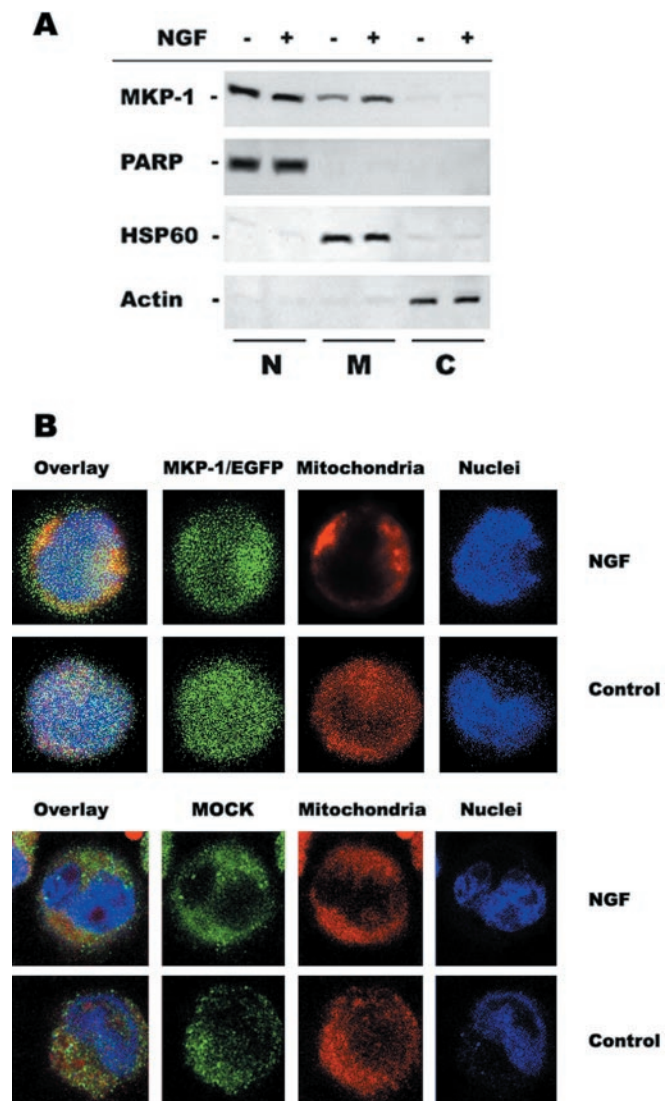 A
NGF - + - + - +
MKP-1 -
PARP -
HSP60 -
Actin -
N M C
B
Overlay MKP-1/EGFP Mitochondria Nuclei
NGF
Control
Overlay MOCK Mitochondria Nuclei
NGF
Control